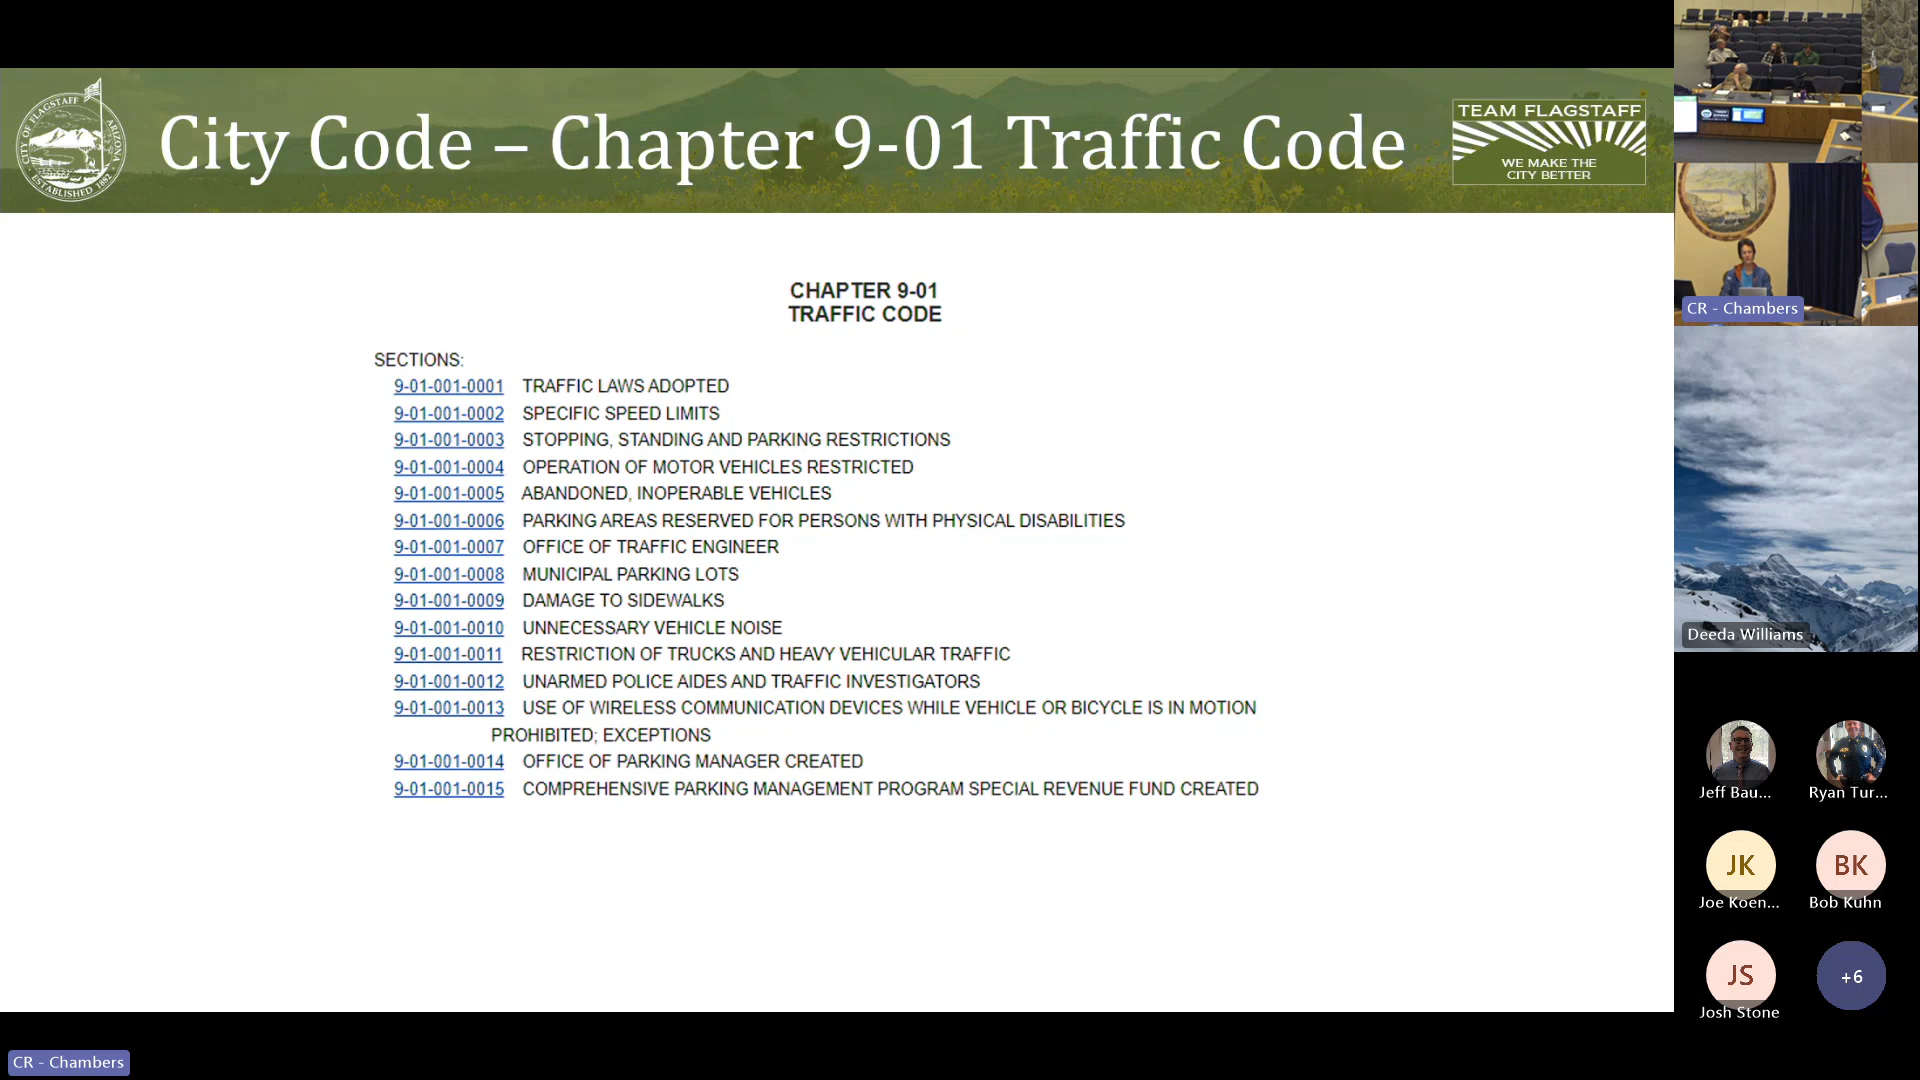 CITY OF FLAGSTAFF
ARIZONA
ESTABLISHED 1882
City Code – Chapter 9-01 Traffic Code
TEAM FLAGSTAFF
WE MAKE THE
CITY BETTER
CHAPTER 9-01
TRAFFIC CODE
SECTIONS:
9-01-001-0001 TRAFFIC LAWS ADOPTED
9-01-001-0002 SPECIFIC SPEED LIMITS
9-01-001-0003 STOPPING, STANDING AND PARKING RESTRICTIONS
9-01-001-0004 OPERATION OF MOTOR VEHICLES RESTRICTED
9-01-001-0005 ABANDONED, INOPERABLE VEHICLES
9-01-001-0006 PARKING AREAS RESERVED FOR PERSONS WITH PHYSICAL DISABILITIES
9-01-001-0007 OFFICE OF TRAFFIC ENGINEER
9-01-001-0008 MUNICIPAL PARKING LOTS
9-01-001-0009 DAMAGE TO SIDEWALKS
9-01-001-0010 UNNECESSARY VEHICLE NOISE
9-01-001-0011 RESTRICTION OF TRUCKS AND HEAVY VEHICULAR TRAFFIC
9-01-001-0012 UNARMED POLICE AIDES AND TRAFFIC INVESTIGATORS
9-01-001-0013 USE OF WIRELESS COMMUNICATION DEVICES WHILE VEHICLE OR BICYCLE IS IN MOTION
PROHIBITED; EXCEPTIONS
9-01-001-0014 OFFICE OF PARKING MANAGER CREATED
9-01-001-0015 COMPREHENSIVE PARKING MANAGEMENT PROGRAM SPECIAL REVENUE FUND CREATED
CR - Chambers
CR - Chambers
Deeda Williams
Jeff Bau...
Ryan Tur...
JK
Joe Koen...
BK
Bob Kuhn
JS
Josh Stone
+6